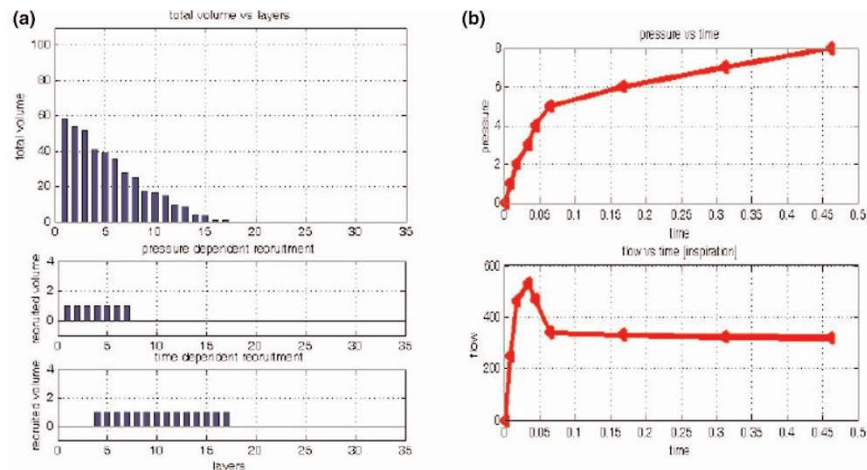 (a)
total volume vs layers
total volume
100
80
60
40
20
0
0 5 10 15 20 25 30 35
pressure dependent recruitment
recruited volume
4
2
0
0 5 10 15 20 25 30 35
time dependent recruitment
recruited volume
4
2
0
0 5 10 15 20 25 30 35
layers
(b)
pressure vs time
pressure
8
6
4
2
0
0 0.05 0.1 0.15 0.2 0.25 0.3 0.35 0.4 0.45 0.5
time
flow vs time [inspiration]
flow
600
400
200
0
0 0.05 0.1 0.15 0.2 0.25 0.3 0.35 0.4 0.45 0.5
time